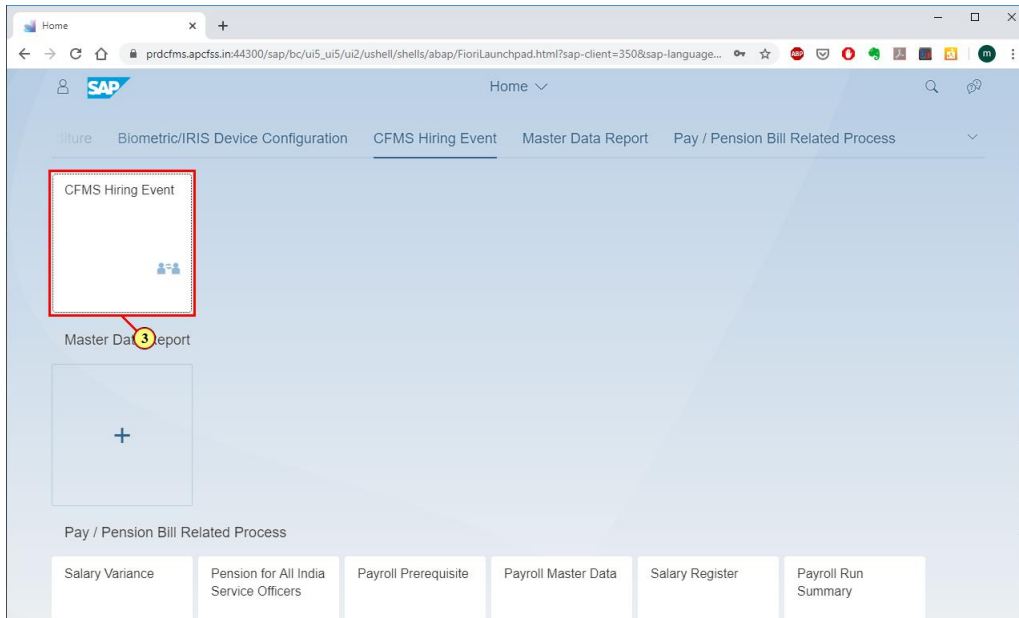 Home
prdcfms.apcfss.in:44300/sap/bc/ui5_ui5/ui2/ushell/shells/abap/FioriLaunchpad.html?sap-client=350&sap-language...
ABP
m
SAP
Home
Biometric/IRIS Device Configuration
CFMS Hiring Event
Master Data Report
Pay / Pension Bill Related Process
CFMS Hiring Event
3
Master Data Report
+
Pay / Pension Bill Related Process
Salary Variance
Pension for All India
Service Officers
Payroll Prerequisite
Payroll Master Data
Salary Register
Payroll Run
Summary